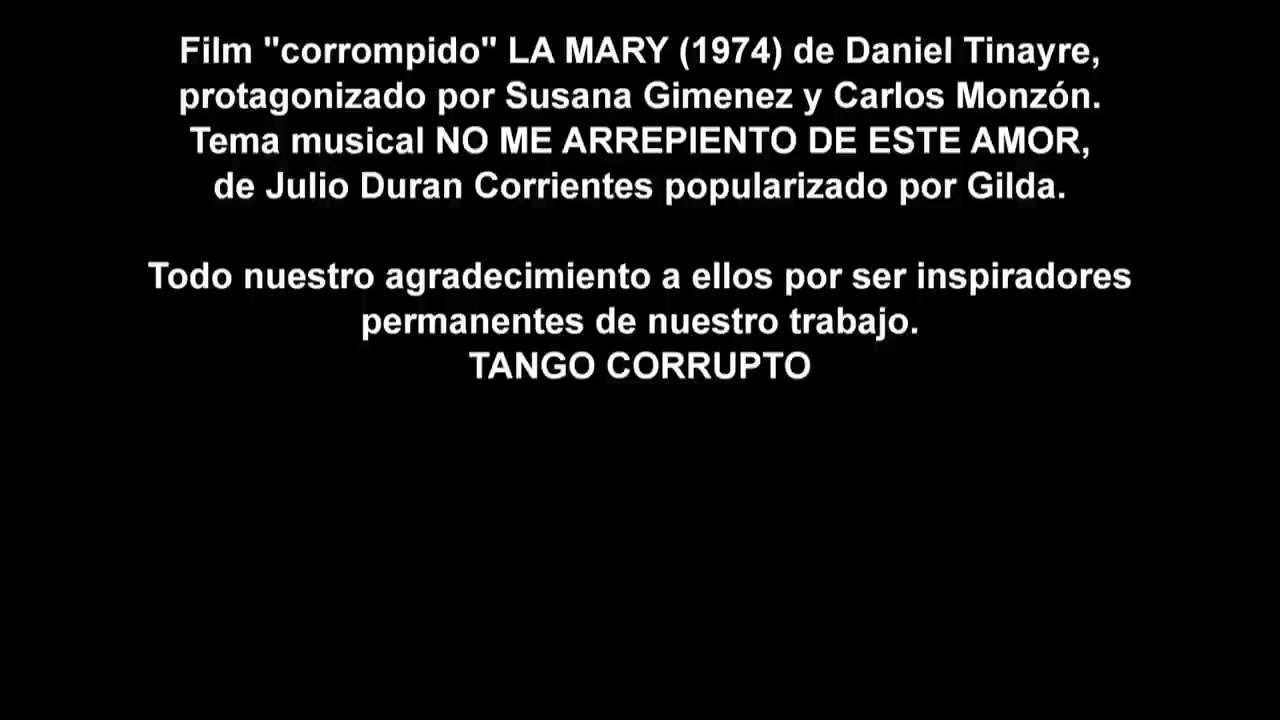 Film "corrompido" LA MARY (1974) de Daniel Tinayre,
protagonizado por Susana Gimenez y Carlos Monzón.
Tema musical NO ME ARREPIENTO DE ESTE AMOR,
de Julio Duran Corrientes popularizado por Gilda.
Todo nuestro agradecimiento a ellos por ser inspiradores
permanentes de nuestro trabajo.
TANGO CORRUPTO